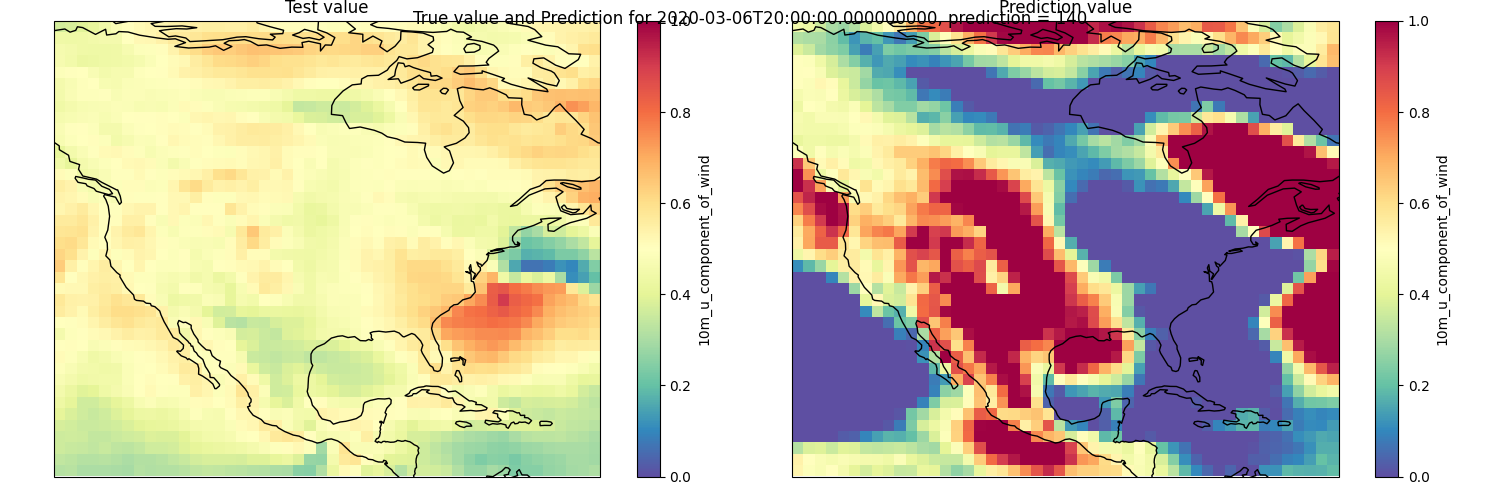 Test value
Prediction value
True value and Prediction for 2020-03-06T20:00:00.000000000, prediction = 140
1.0
0.8
0.6
0.4
0.2
0.0
10m_u_component_of_wind
1.0
0.8
0.6
0.4
0.2
0.0
10m_u_component_of_wind